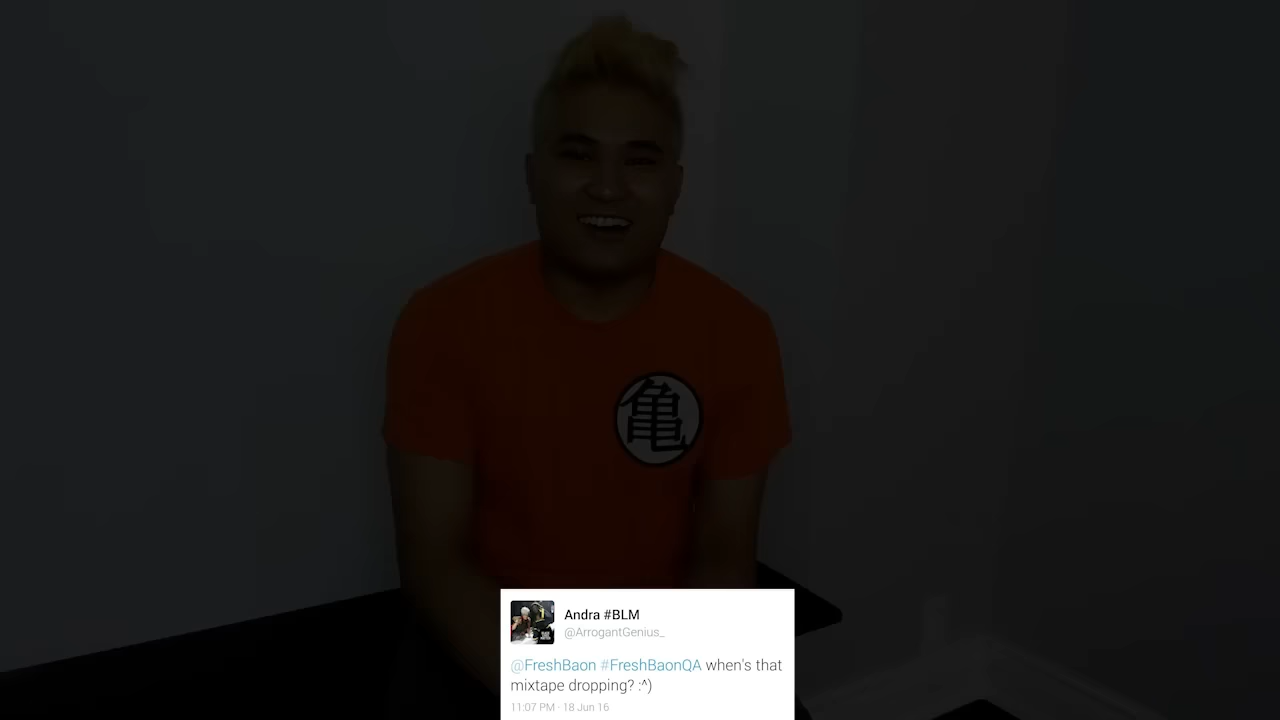 亀
Andra #BLM
@ArrogantGenius_
@FreshBaon #FreshBaonQA when's that
mixtape dropping? :^)
11:07 PM · 18 Jun 16